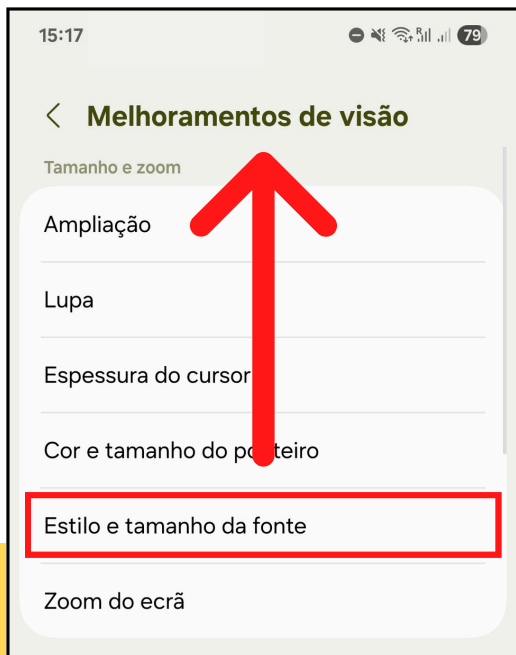 15:17 79
Melhoramentos de visão
Tamanho e zoom
Ampliação
Lupa
Espessura do cursor
Cor e tamanho do ponteiro
Estilo e tamanho da fonte
Zoom do ecrã